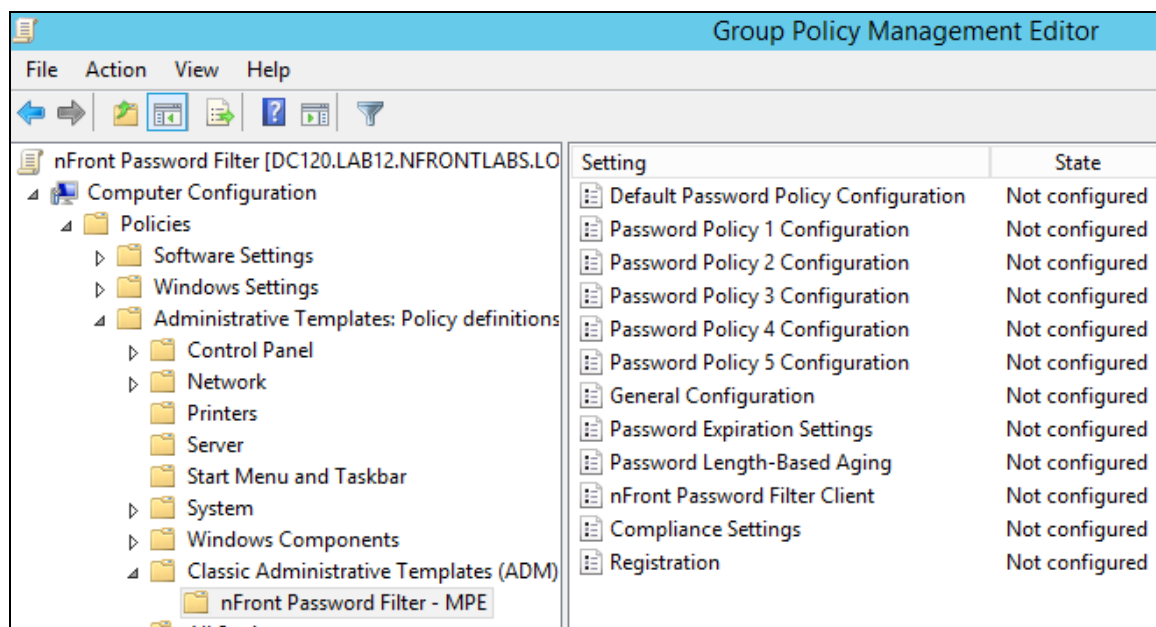 Group Policy Management Editor
File Action View Help
nFront Password Filter [DC120.LAB12.NFRONTLABS.LO
Computer Configuration
Policies
Software Settings
Windows Settings
Administrative Templates: Policy definitions
Control Panel
Network
Printers
Server
Start Menu and Taskbar
System
Windows Components
Classic Administrative Templates (ADM)
nFront Password Filter - MPE
Setting State
Default Password Policy Configuration Not configured
Password Policy 1 Configuration Not configured
Password Policy 2 Configuration Not configured
Password Policy 3 Configuration Not configured
Password Policy 4 Configuration Not configured
Password Policy 5 Configuration Not configured
General Configuration Not configured
Password Expiration Settings Not configured
Password Length-Based Aging Not configured
nFront Password Filter Client Not configured
Compliance Settings Not configured
Registration Not configured